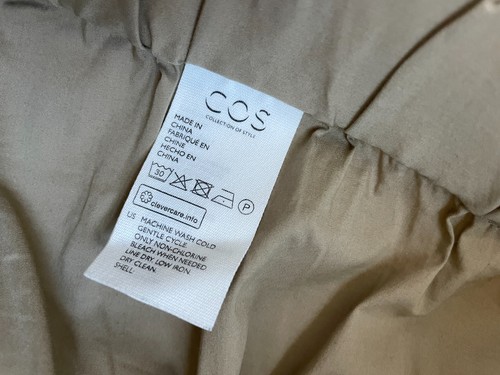 COS
COLLECTION OF STYLE
MADE IN
CHINA
FABRIQUÉ EN
CHINE
HECHO EN
CHINA
30
P
clevercare.info
US MACHINE WASH COLD
GENTLE CYCLE.
ONLY NON-CHLORINE
BLEACH WHEN NEEDED
LINE DRY. LOW IRON.
DRY CLEAN.
SHELL